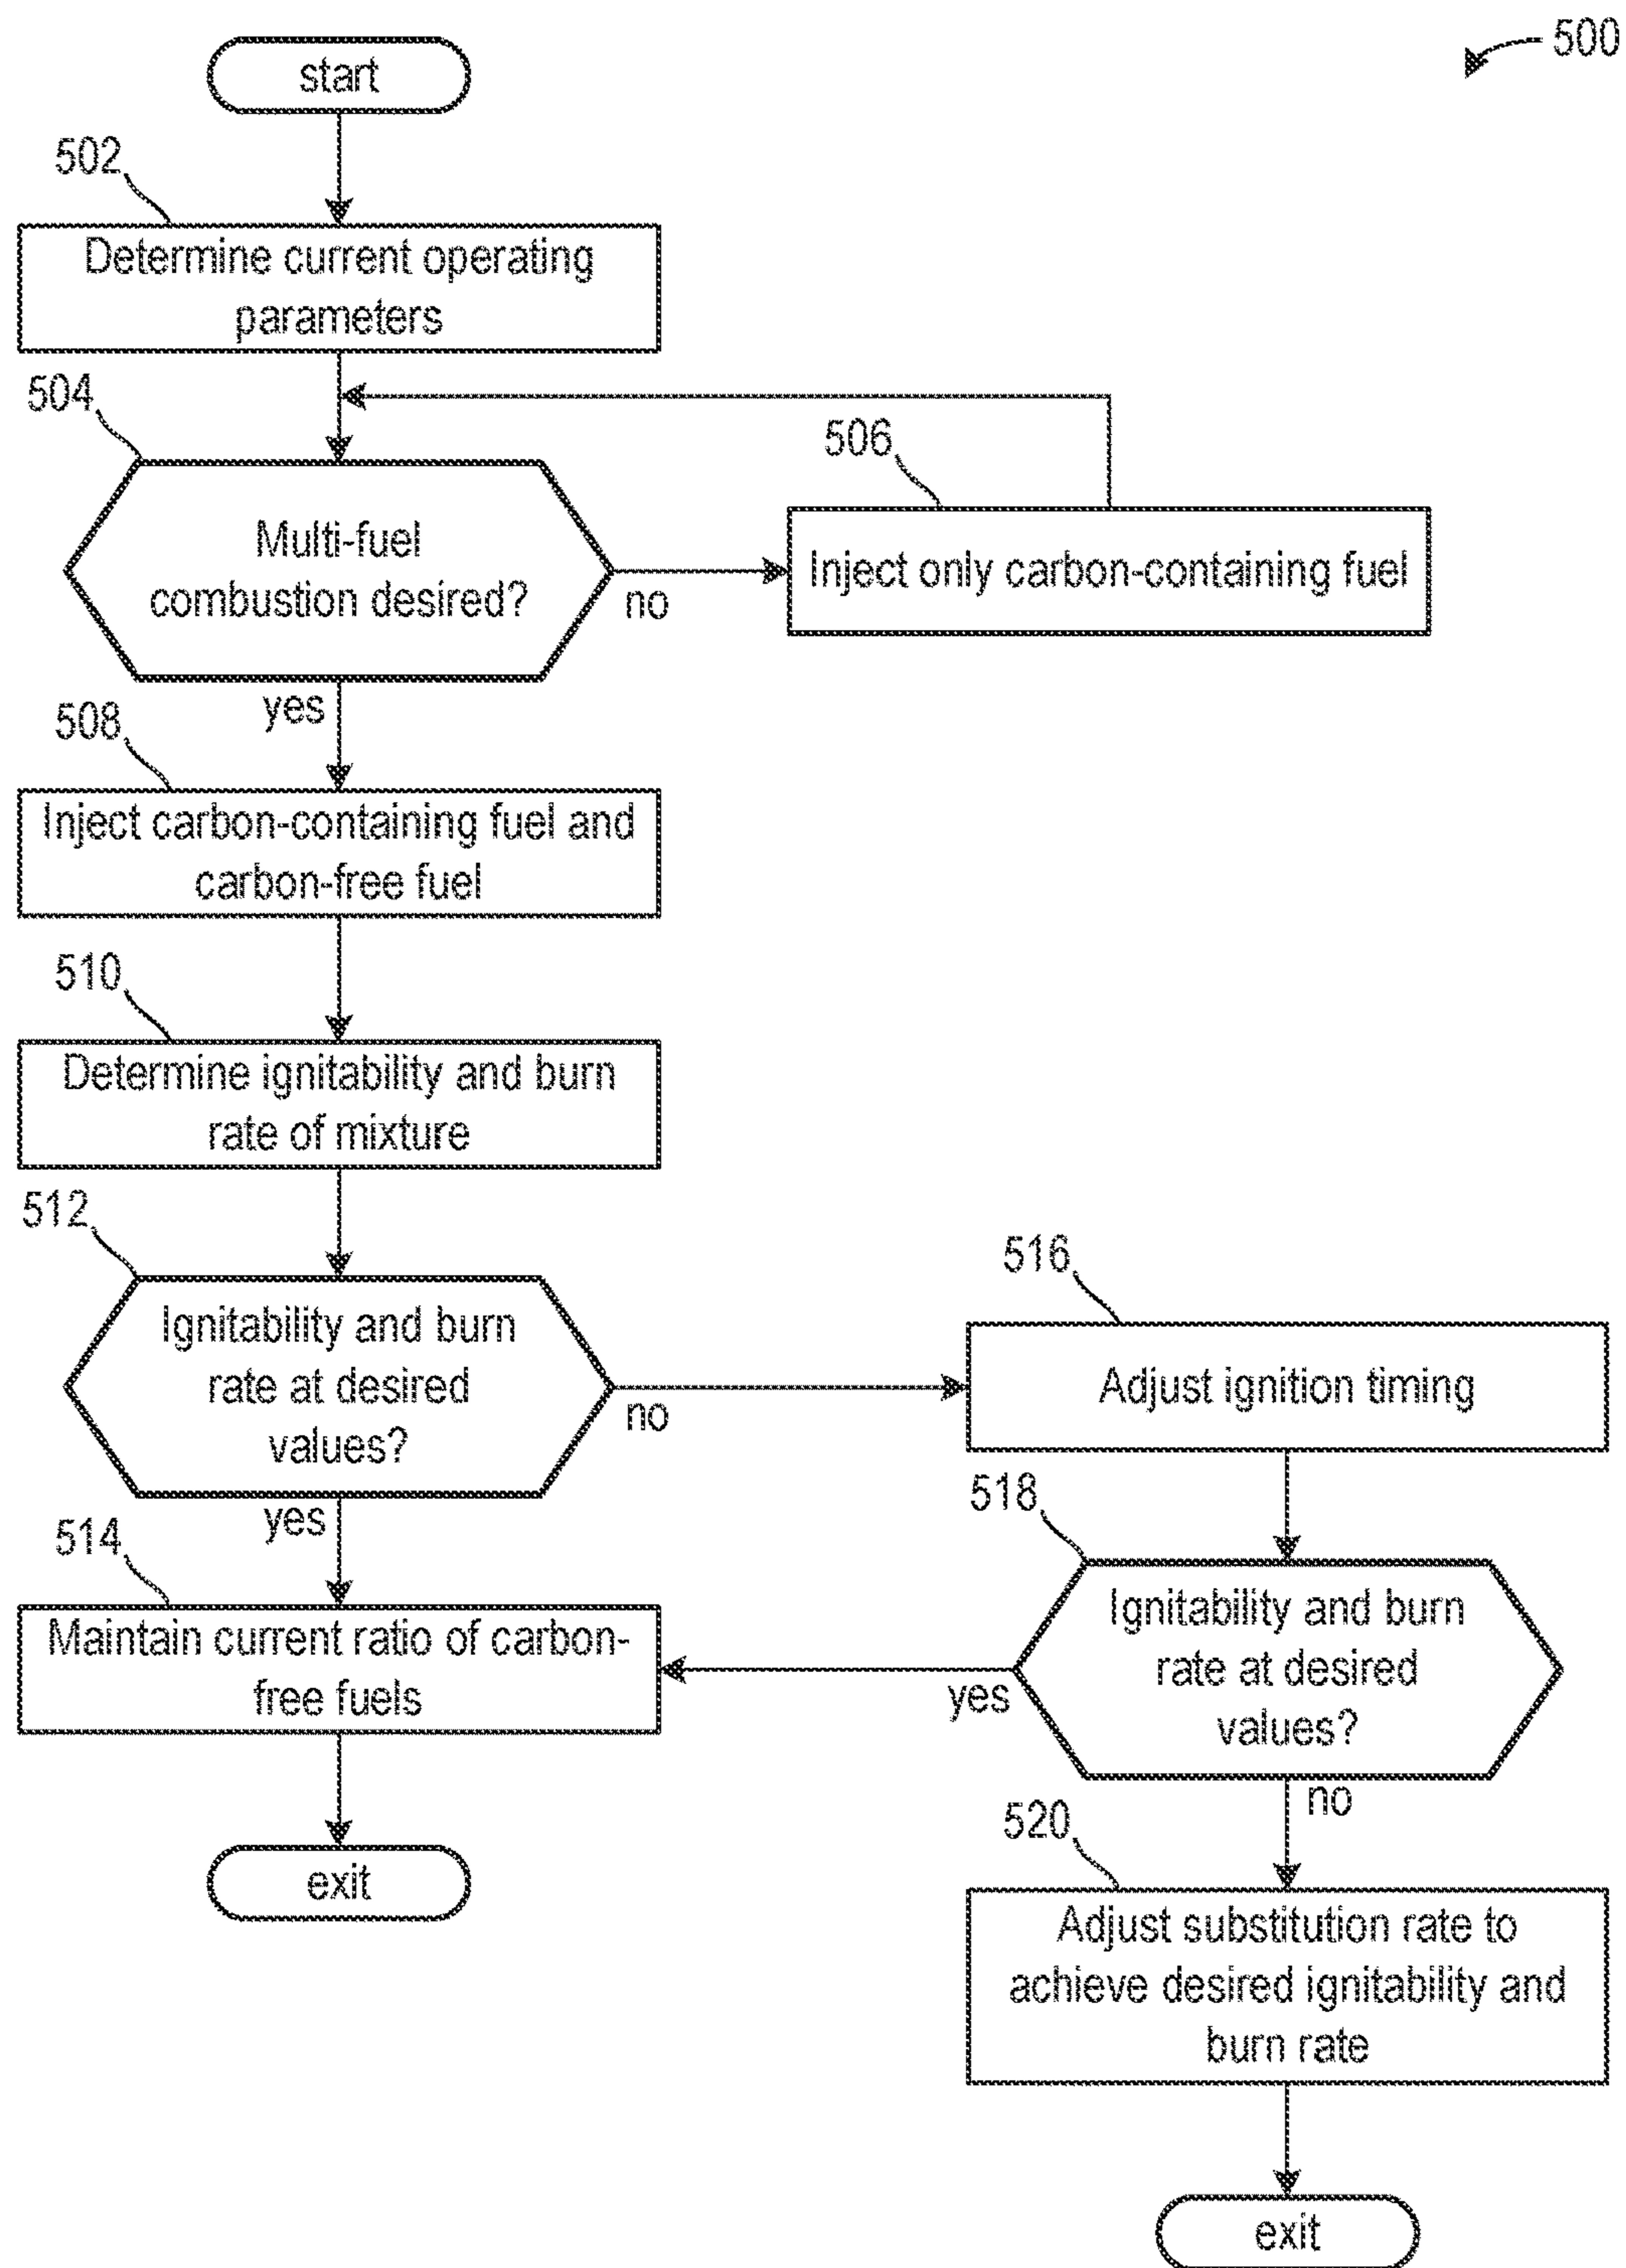 500
start
502
Determine current operating
parameters
504
506
Multi-fuel
combustion desired?
no
Inject only carbon-containing fuel
yes
508
Inject carbon-containing fuel and
carbon-free fuel
510
Determine ignitability and burn
rate of mixture
512
Ignitability and burn
rate at desired
values?
no
516
Adjust ignition timing
yes
514
Maintain current ratio of carbon-
free fuels
518
Ignitability and burn
rate at desired
values?
yes
no
exit
520
Adjust substitution rate to
achieve desired ignitability and
burn rate
exit